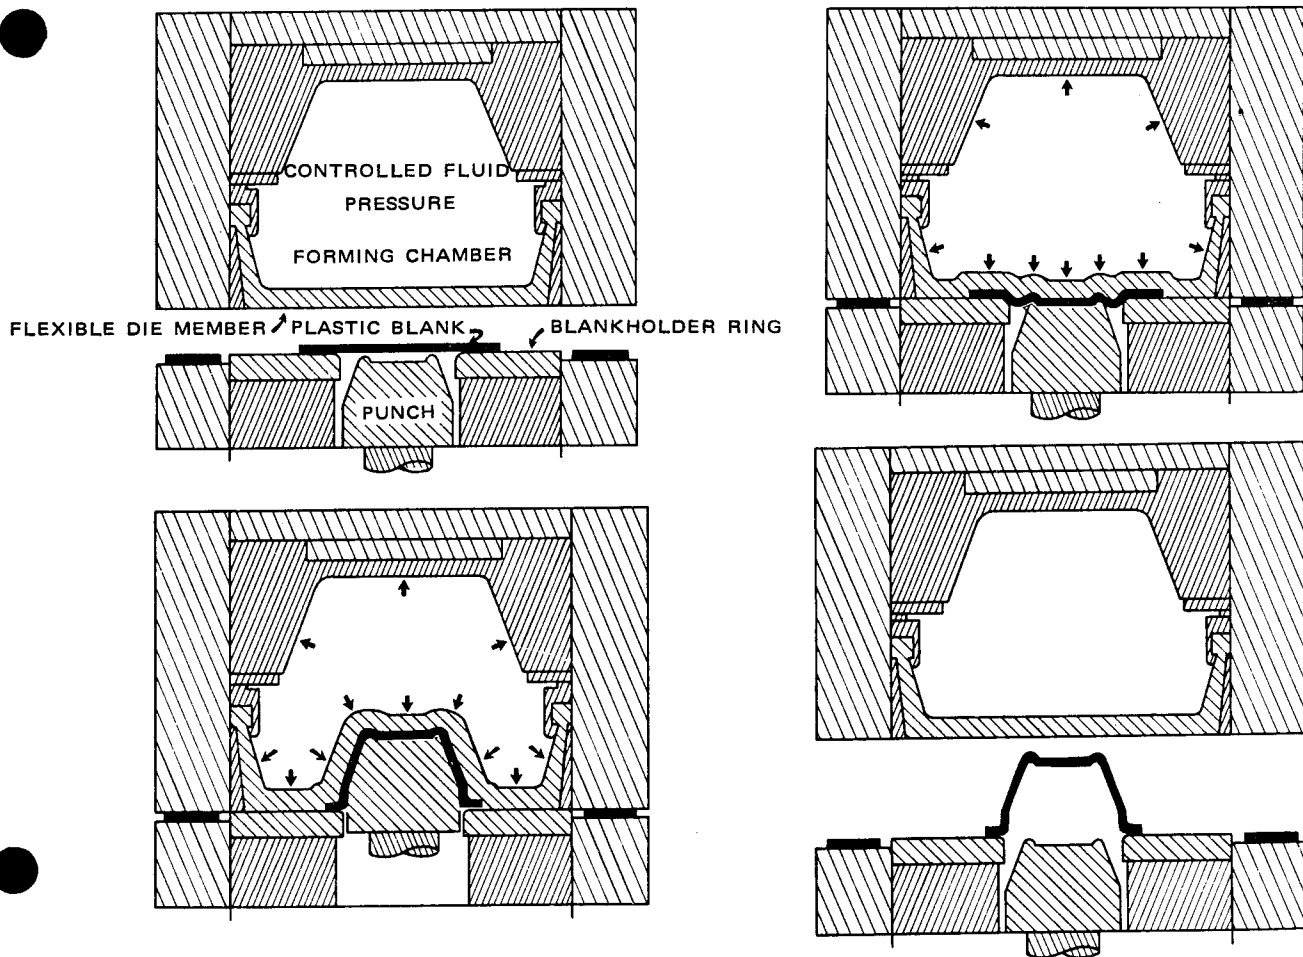 CONTROLLED FLUID
PRESSURE
FORMING CHAMBER
FLEXIBLE DIE MEMBER PLASTIC BLANK BLANKHOLDER RING
PUNCH